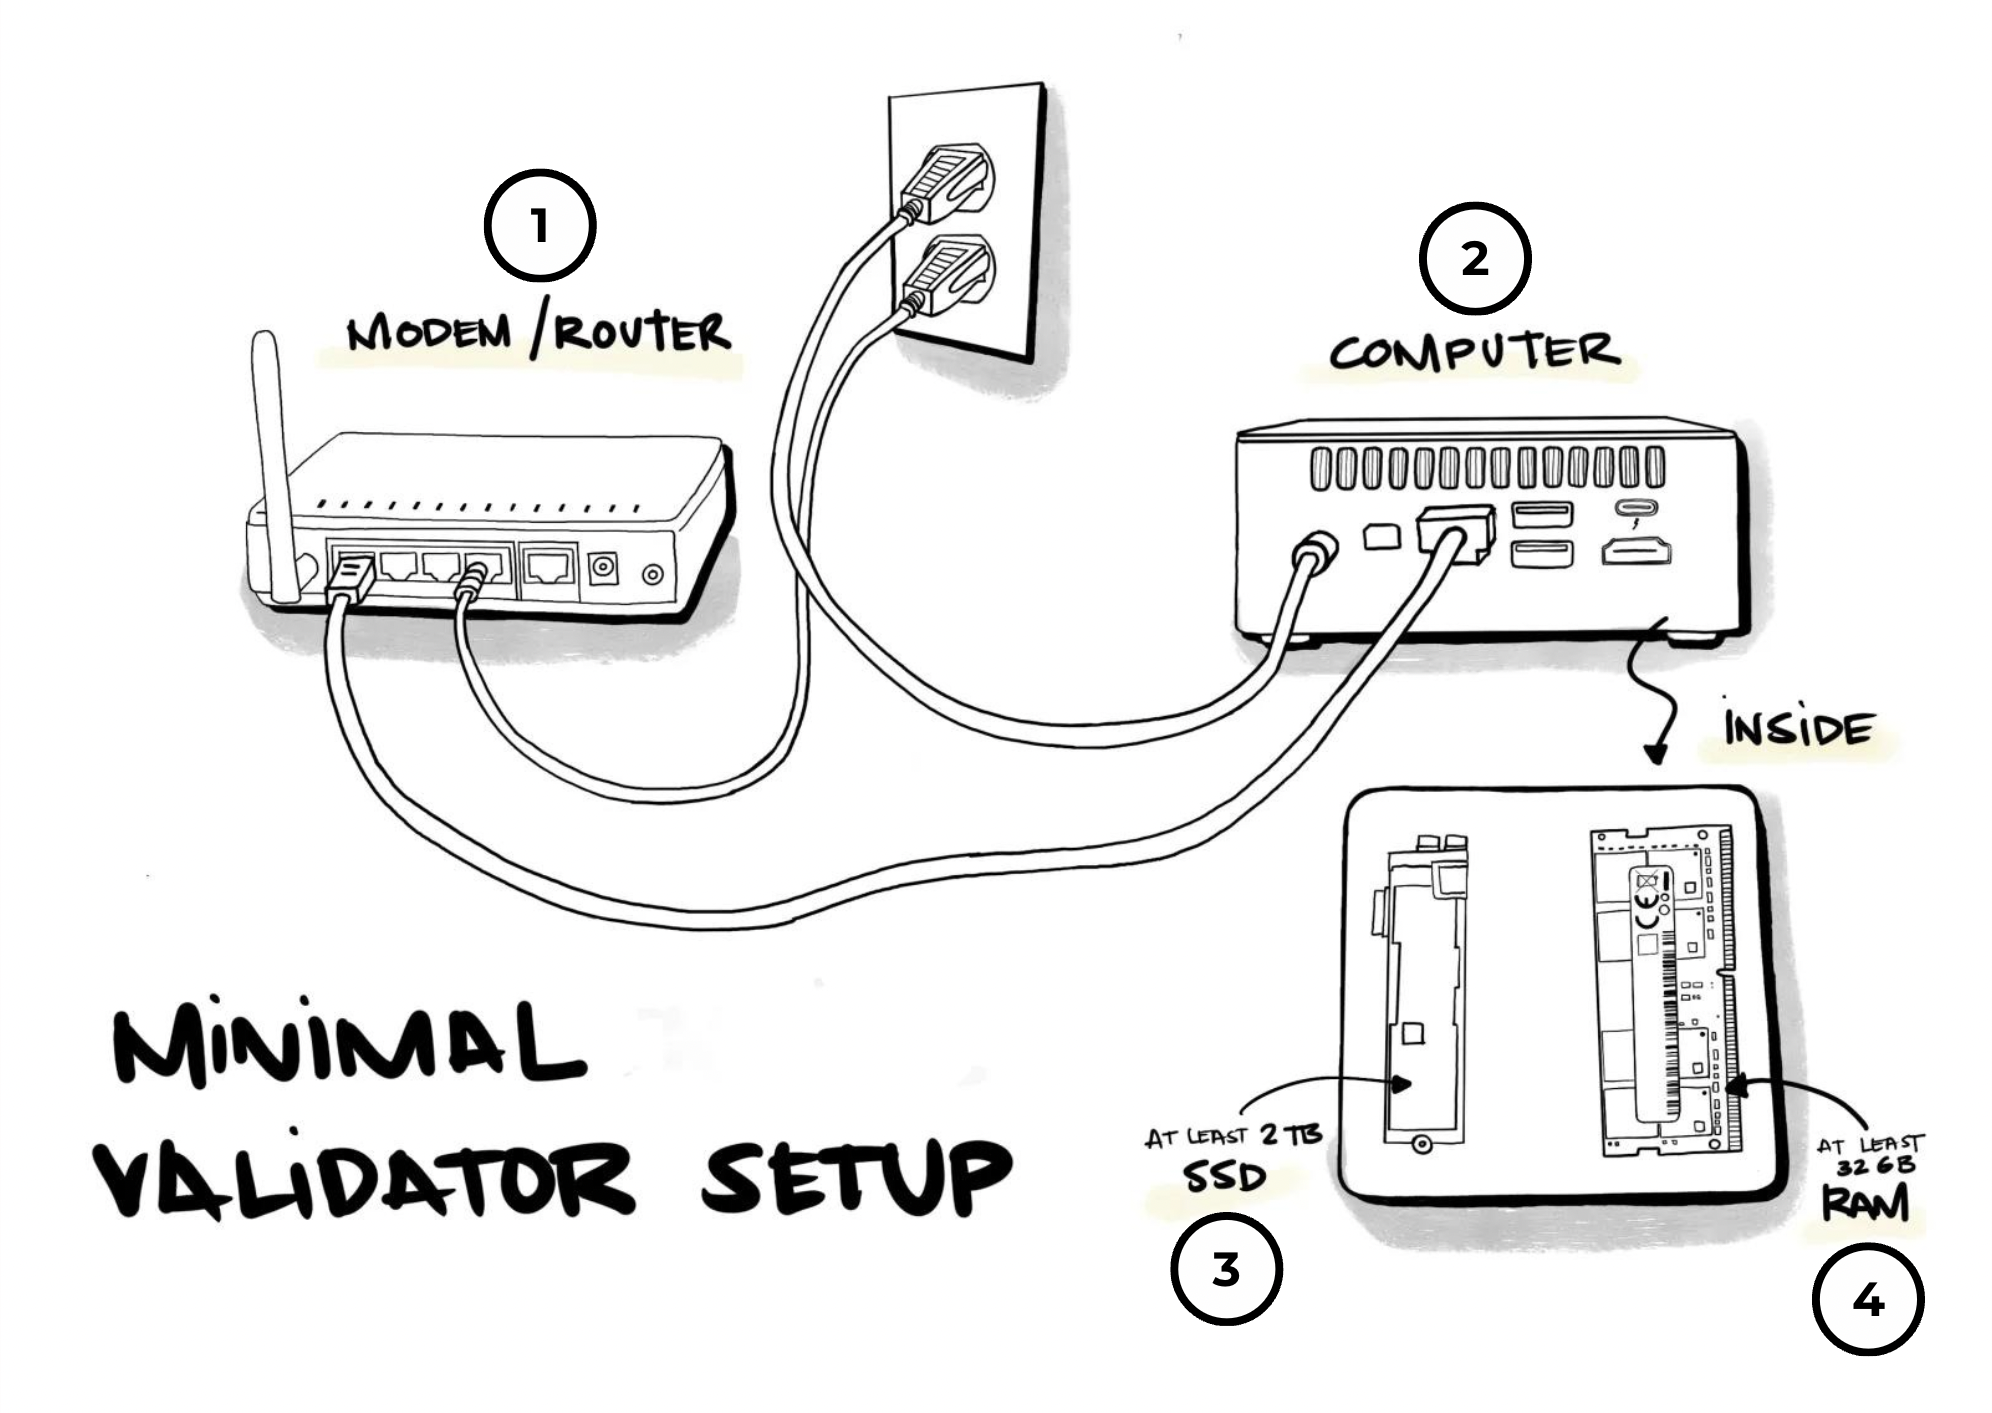 1
MODEM / ROUTER
2
COMPUTER
INSIDE
CE
AT LEAST 2 TB
SSD
3
AT LEAST
32 GB
RAM
4
MINIMAL
VALIDATOR SETUP